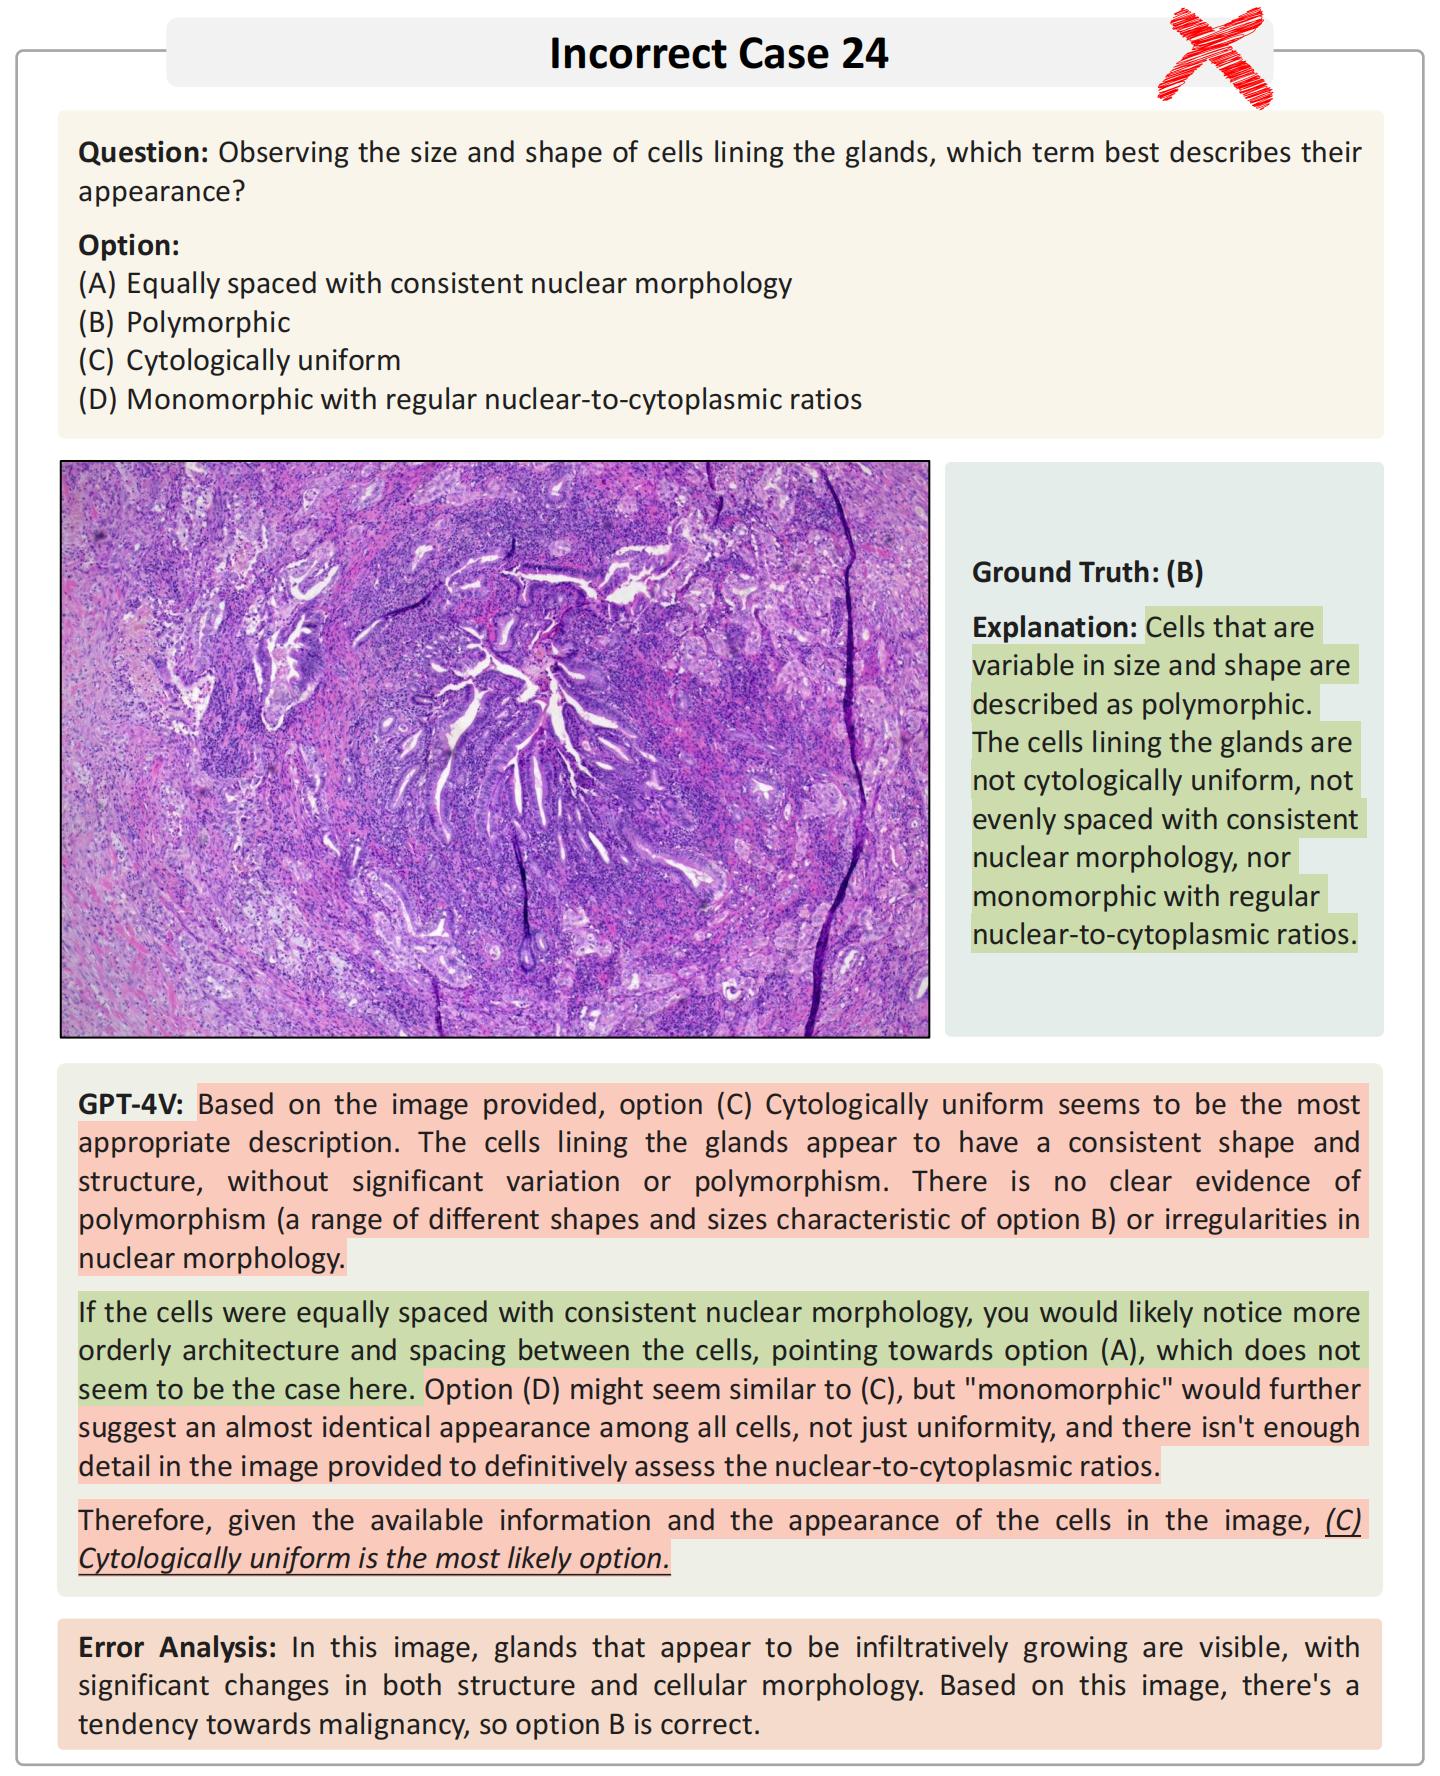 Incorrect Case 24
Question: Observing the size and shape of cells lining the glands, which term best describes their
appearance?
Option:
(A) Equally spaced with consistent nuclear morphology
(B) Polymorphic
(C) Cytologically uniform
(D) Monomorphic with regular nuclear-to-cytoplasmic ratios
Ground Truth: (B)
Explanation: Cells that are
variable in size and shape are
described as polymorphic.
The cells lining the glands are
not cytologically uniform, not
evenly spaced with consistent
nuclear morphology, nor
monomorphic with regular
nuclear-to-cytoplasmic ratios.
GPT-4V: Based on the image provided, option (C) Cytologically uniform seems to be the most
appropriate description. The cells lining the glands appear to have a consistent shape and
structure, without significant variation or polymorphism. There is no clear evidence of
polymorphism (a range of different shapes and sizes characteristic of option B) or irregularities in
nuclear morphology.
If the cells were equally spaced with consistent nuclear morphology, you would likely notice more
orderly architecture and spacing between the cells, pointing towards option (A), which does not
seem to be the case here. Option (D) might seem similar to (C), but "monomorphic" would further
suggest an almost identical appearance among all cells, not just uniformity, and there isn't enough
detail in the image provided to definitively assess the nuclear-to-cytoplasmic ratios.
Therefore, given the available information and the appearance of the cells in the image, (C)
Cytologically uniform is the most likely option.
Error Analysis: In this image, glands that appear to be infiltratively growing are visible, with
significant changes in both structure and cellular morphology. Based on this image, there's a
tendency towards malignancy, so option B is correct.